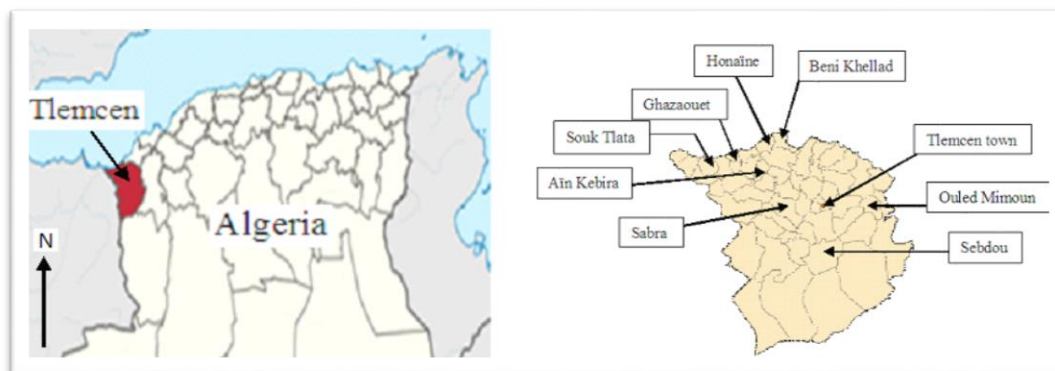 Tlemcen
Algeria
N
Honaïne
Beni Khellad
Ghazaouet
Souk Tlata
Tlemcen town
Aïn Kebira
Ouled Mimoun
Sabra
Sebdou